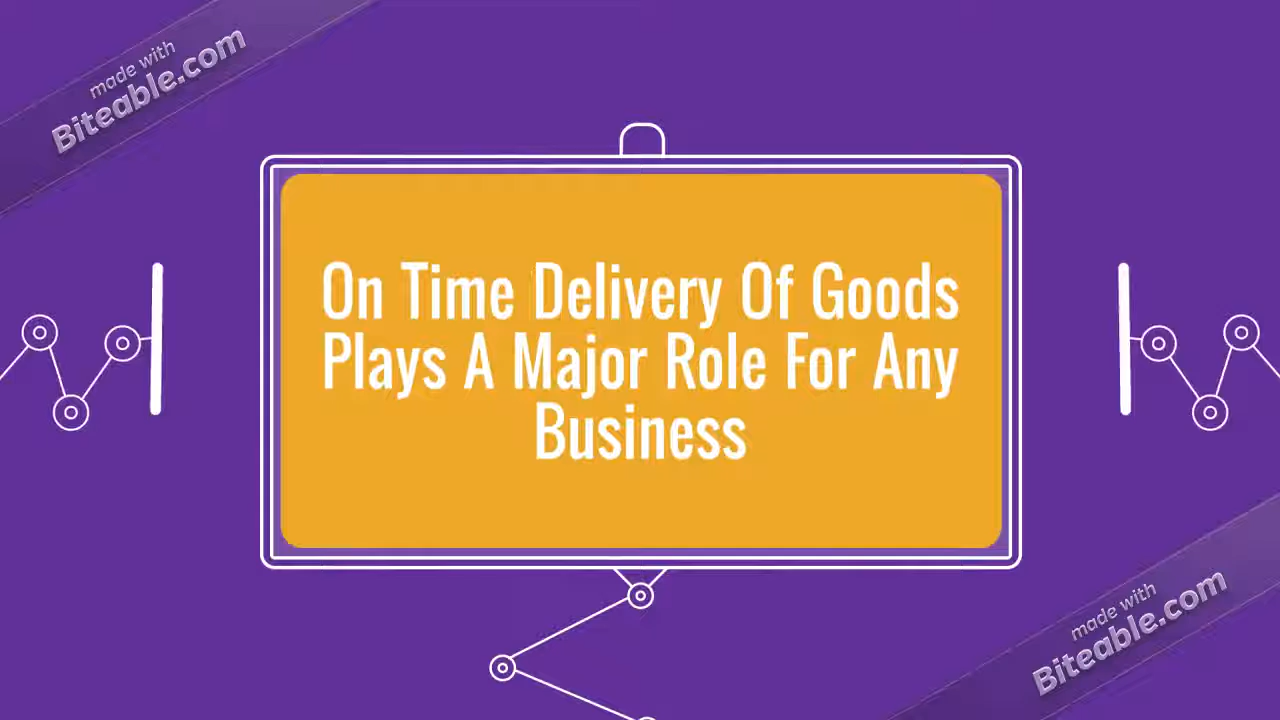 made with
Biteable.com
On Time Delivery Of Goods
Plays A Major Role For Any
Business
made with
Biteable.com